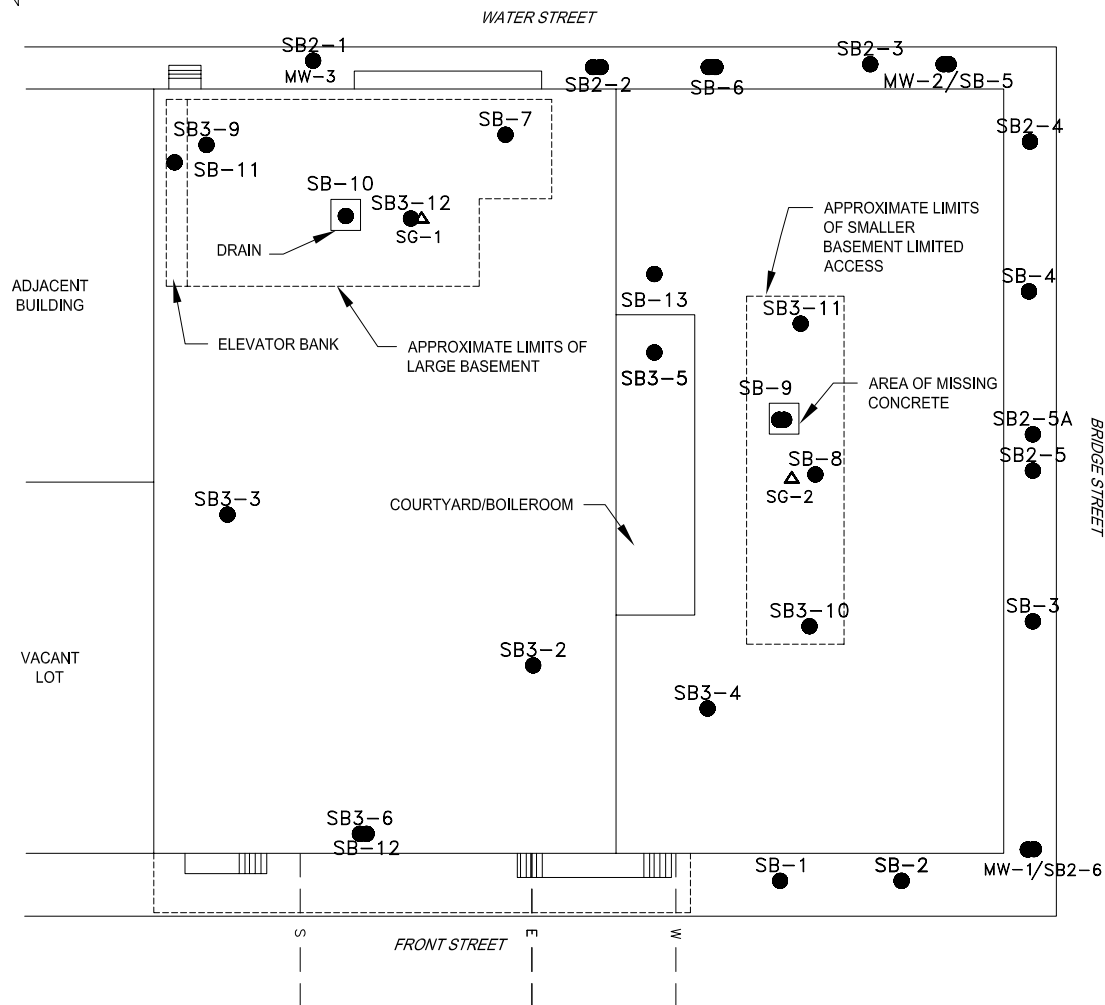 N
WATER STREET
SB2-1
MW-3
SB2-2
SB-6
SB2-3
MW-2/SB-5
SB2-4
SB3-9
SB-11
SB-7
SB-10
SB3-12
SG-1
DRAIN
APPROXIMATE LIMITS
OF SMALLER
BASEMENT LIMITED
ACCESS
ADJACENT
BUILDING
SB-13
SB-4
SB3-11
ELEVATOR BANK
APPROXIMATE LIMITS OF
LARGE BASEMENT
SB3-5
SB-9
AREA OF MISSING
CONCRETE
SB2-5A
SB2-5
BRIDGE STREET
SB-8
SG-2
SB3-3
COURTYARD/BOILEROOM
SB-3
SB3-10
VACANT
LOT
SB3-2
SB3-4
SB3-6
SB-12
SB-1
SB-2
MW-1/SB2-6
S
E
W
FRONT STREET